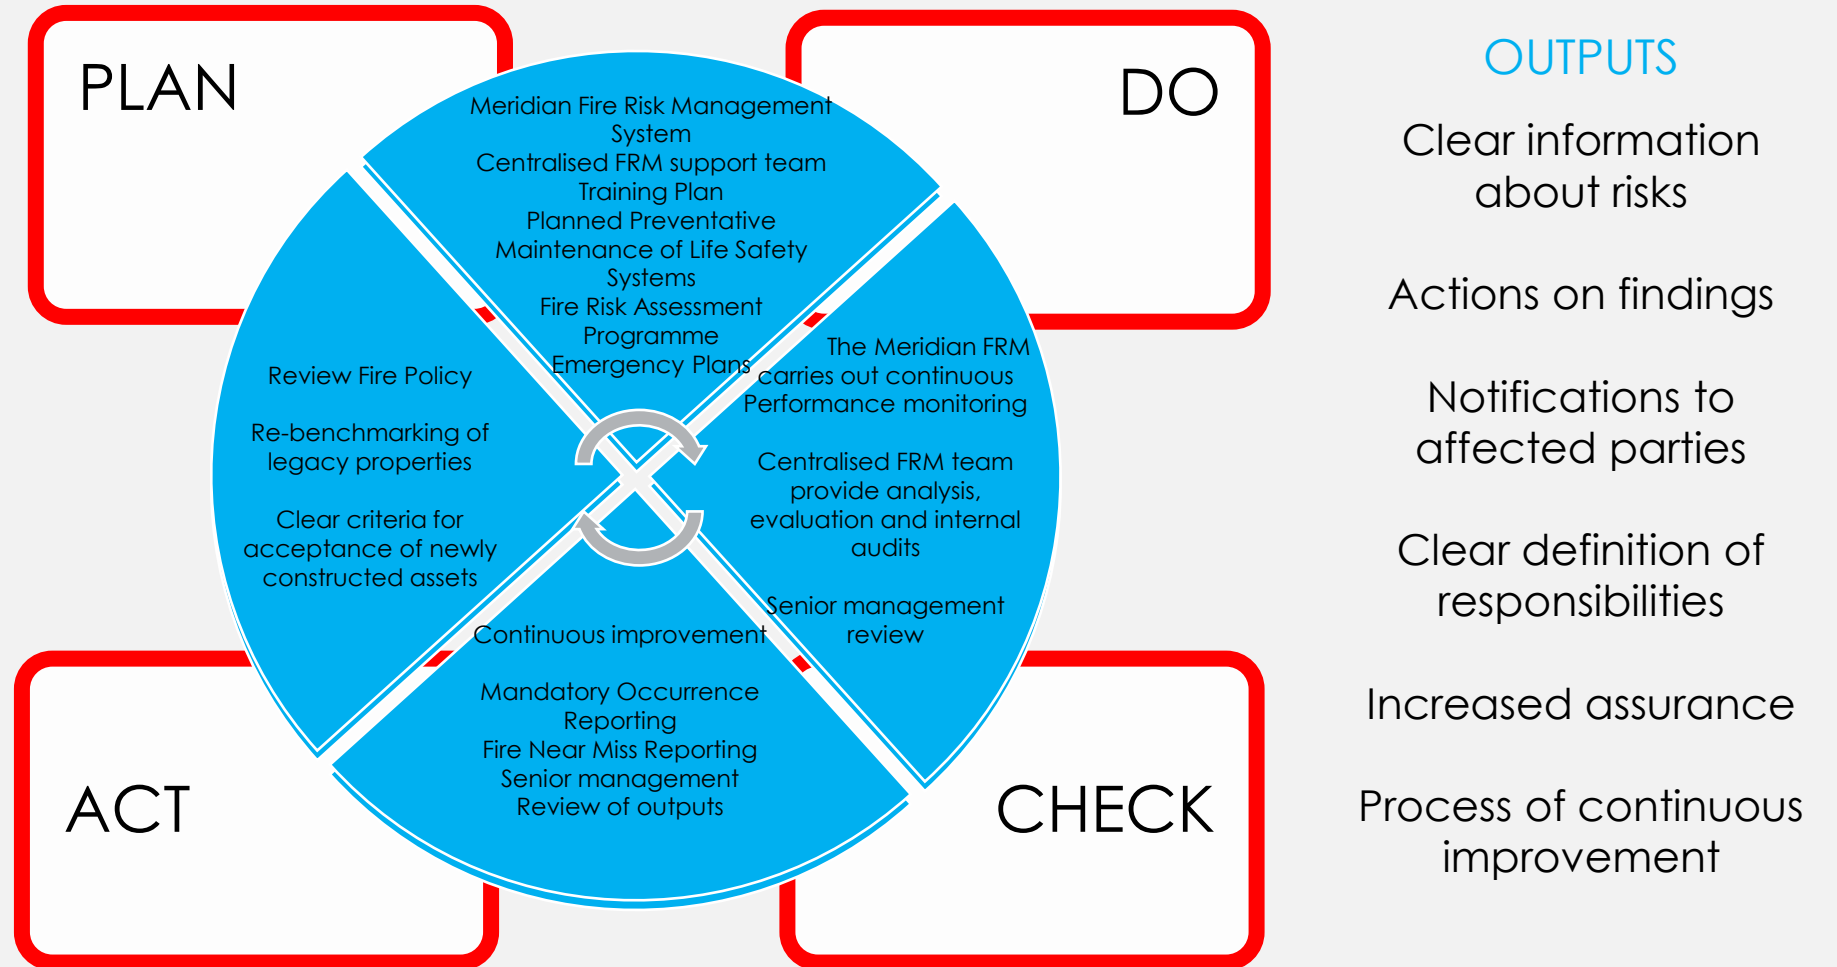 PLAN
DO
Meridian Fire Risk Management
System
Centralised FRM support team
Training Plan
Planned Preventative
Maintenance of Life Safety
Systems
Fire Risk Assessment
Programme
Emergency Plans
The Meridian FRM
carries out continuous
Performance monitoring
Centralised FRM team
provide analysis,
evaluation and internal
audits
Senior management
review
Continuous improvement
Mandatory Occurrence
Reporting
Fire Near Miss Reporting
Senior management
Review of outputs
Review Fire Policy
Re-benchmarking of
legacy properties
Clear criteria for
acceptance of newly
constructed assets
ACT
CHECK
OUTPUTS
Clear information
about risks
Actions on findings
Notifications to
affected parties
Clear definition of
responsibilities
Increased assurance
Process of continuous
improvement